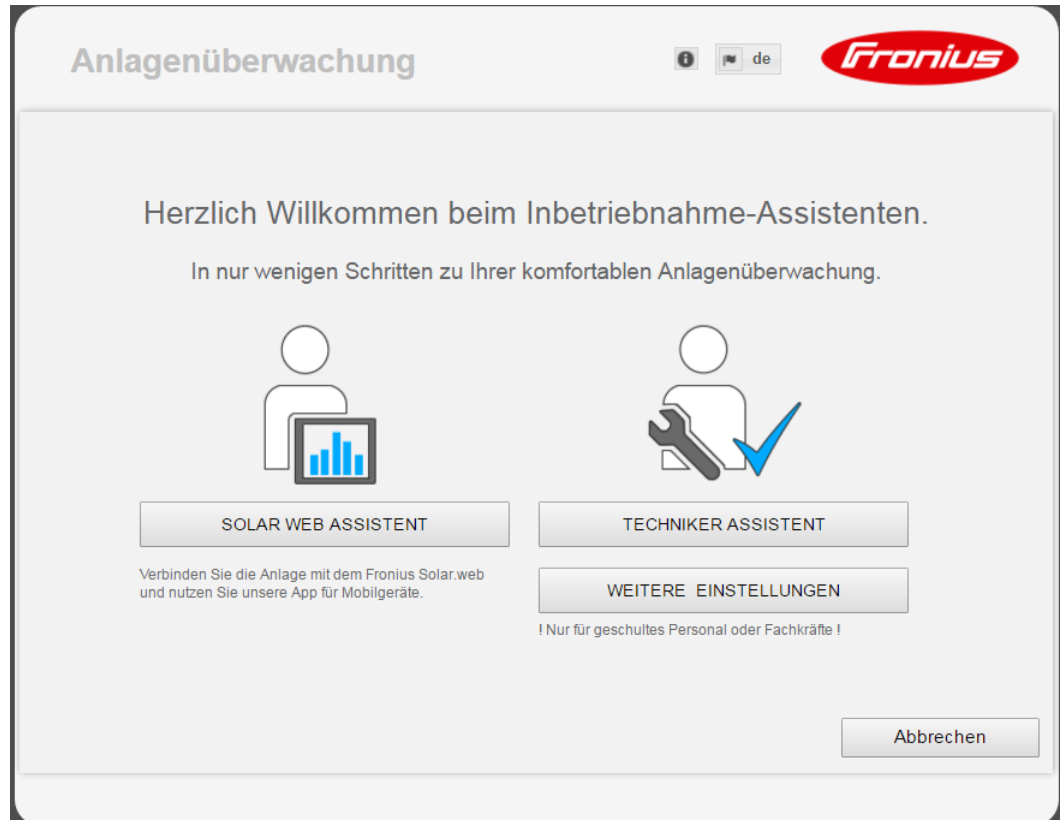 Anlagenüberwachung
de
Fronius
Herzlich Willkommen beim Inbetriebnahme-Assistenten.
In nur wenigen Schritten zu Ihrer komfortablen Anlagenüberwachung.
SOLAR WEB ASSISTENT
Verbinden Sie die Anlage mit dem Fronius Solar.web
und nutzen Sie unsere App für Mobilgeräte.
TECHNIKER ASSISTENT
WEITERE EINSTELLUNGEN
! Nur für geschultes Personal oder Fachkräfte !
Abbrechen